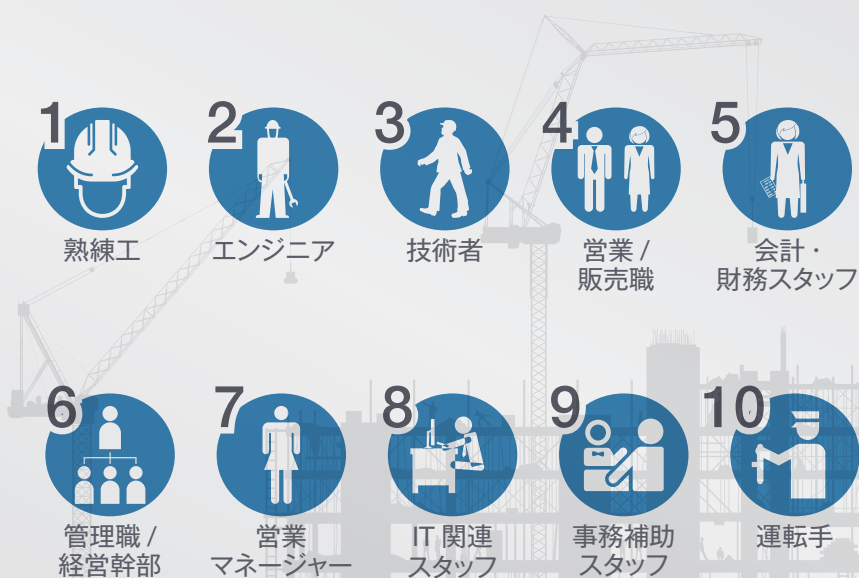 1
熟練工
2
エンジニア
3
技術者
4
営業 /
販売職
5
会計・
財務スタッフ
6
管理職 /
経営幹部
7
営業
マネージャー
8
IT 関連
スタッフ
9
事務補助
スタッフ
10
運転手